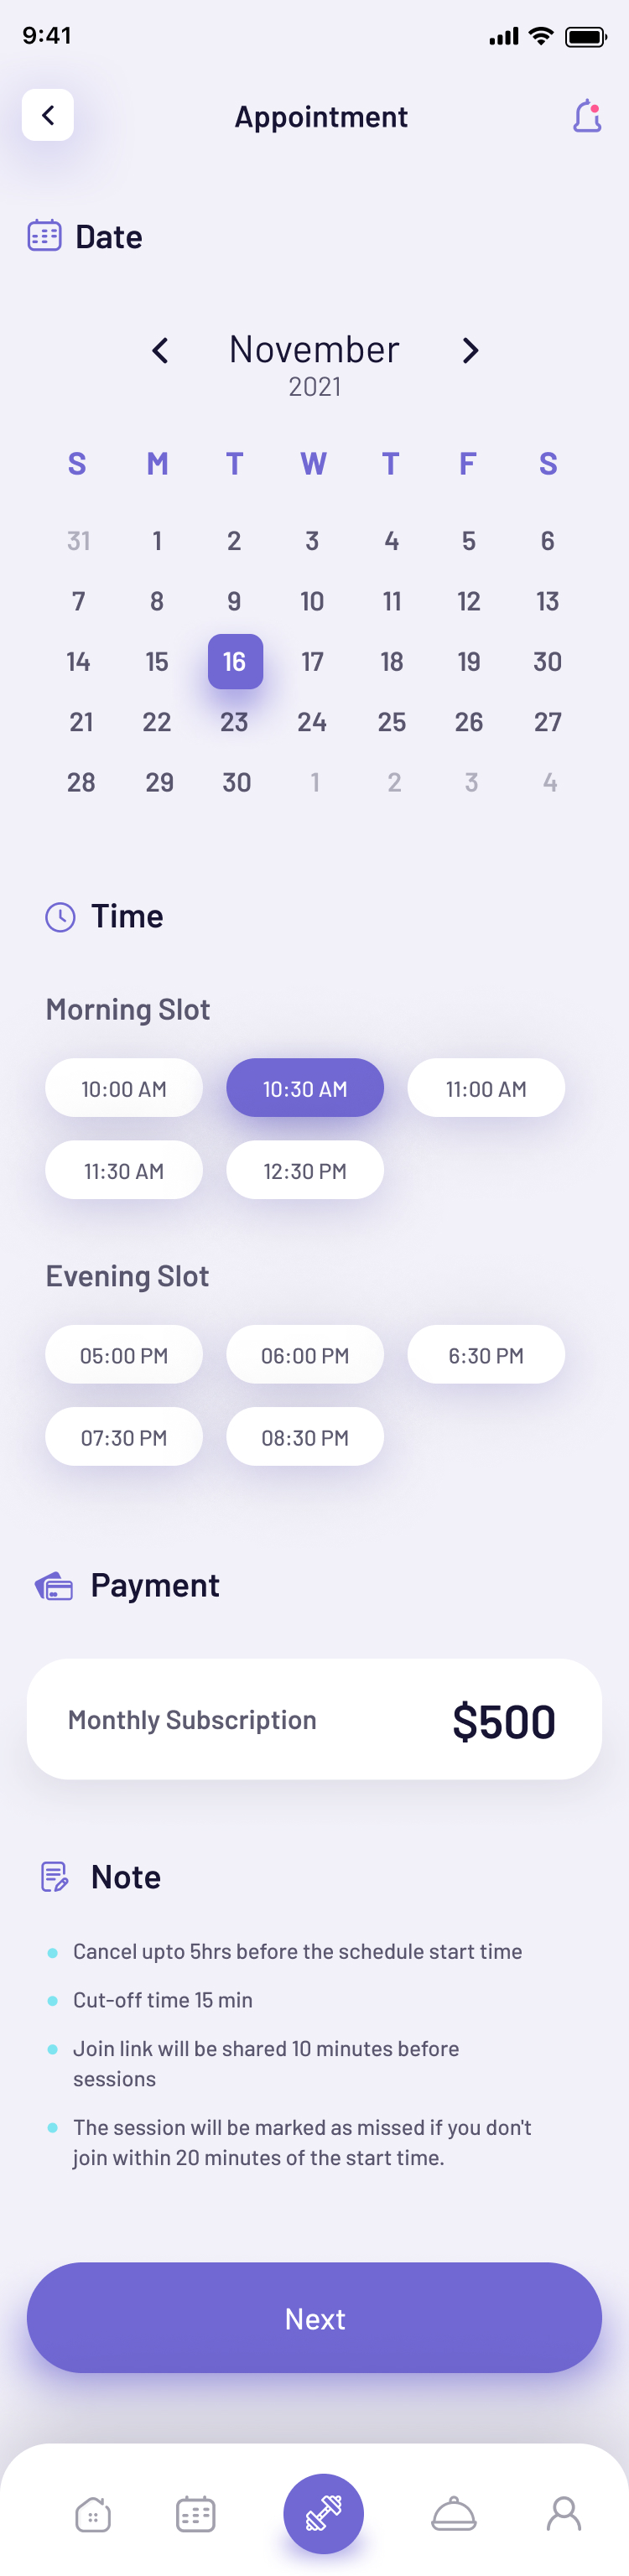 9:41
Appointment
Date
November
2021
S M T W T F S
31 1 2 3 4 5 6
7 8 9 10 11 12 13
14 15 16 17 18 19 30
21 22 23 24 25 26 27
28 29 30 1 2 3 4
Time
Morning Slot
10:00 AM 10:30 AM 11:00 AM
11:30 AM 12:30 PM
Evening Slot
05:00 PM 06:00 PM 6:30 PM
07:30 PM 08:30 PM
Payment
Monthly Subscription $500
Note
Cancel upto 5hrs before the schedule start time
Cut-off time 15 min
Join link will be shared 10 minutes before
sessions
The session will be marked as missed if you don't
join within 20 minutes of the start time.
Next